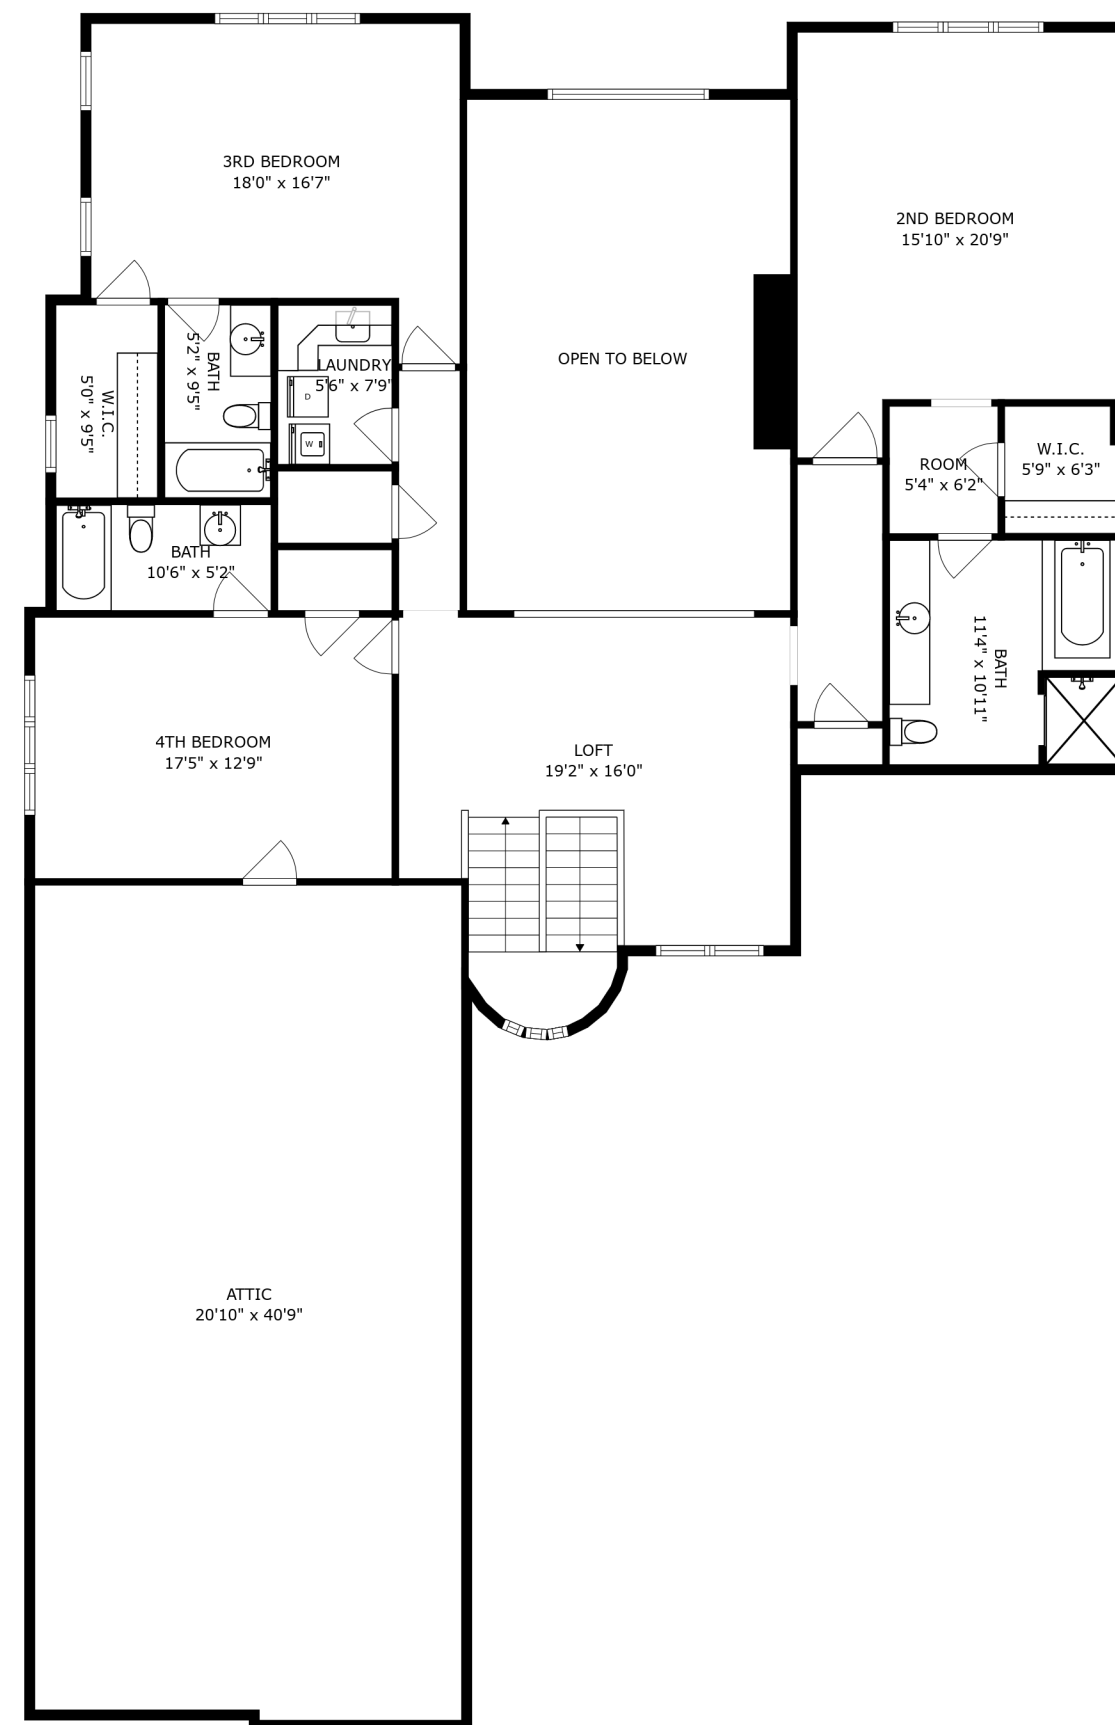 3RD BEDROOM
18'0" x 16'7"
2ND BEDROOM
15'10" x 20'9"
OPEN TO BELOW
LAUNDRY
5'6" x 7'9"
D
W
BATH
5'2" x 9'5"
W.I.C.
5'0" x 9'5"
ROOM
5'4" x 6'2"
W.I.C.
5'9" x 6'3"
BATH
10'6" x 5'2"
BATH
11'4" x 10'11"
4TH BEDROOM
17'5" x 12'9"
LOFT
19'2" x 16'0"
ATTIC
20'10" x 40'9"